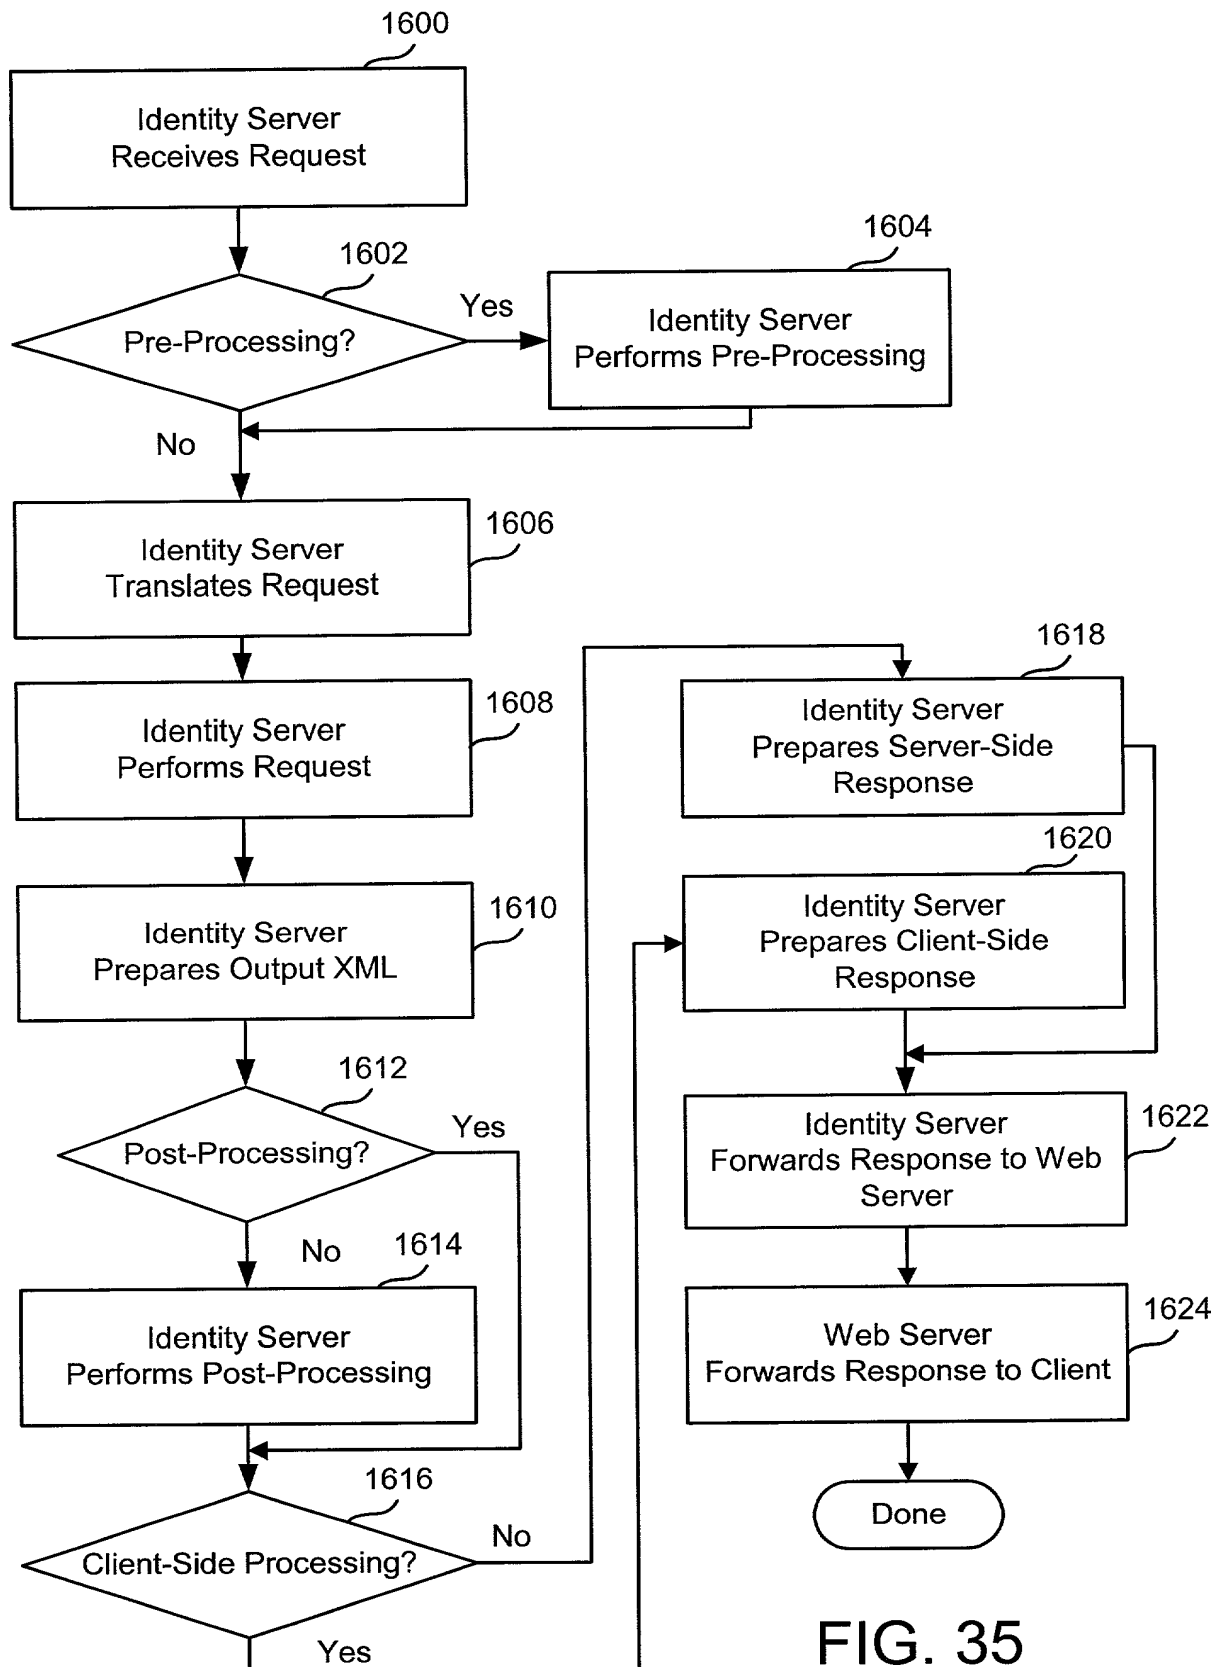 1600
Identity Server
Receives Request
1602
Pre-Processing?
Yes
1604
Identity Server
Performs Pre-Processing
No
1606
Identity Server
Translates Request
1608
Identity Server
Performs Request
1610
Identity Server
Prepares Output XML
1612
Post-Processing?
Yes
No
1614
Identity Server
Performs Post-Processing
1616
Client-Side Processing?
No
Yes
1618
Identity Server
Prepares Server-Side
Response
1620
Identity Server
Prepares Client-Side
Response
1622
Identity Server
Forwards Response to Web
Server
1624
Web Server
Forwards Response to Client
Done
FIG. 35